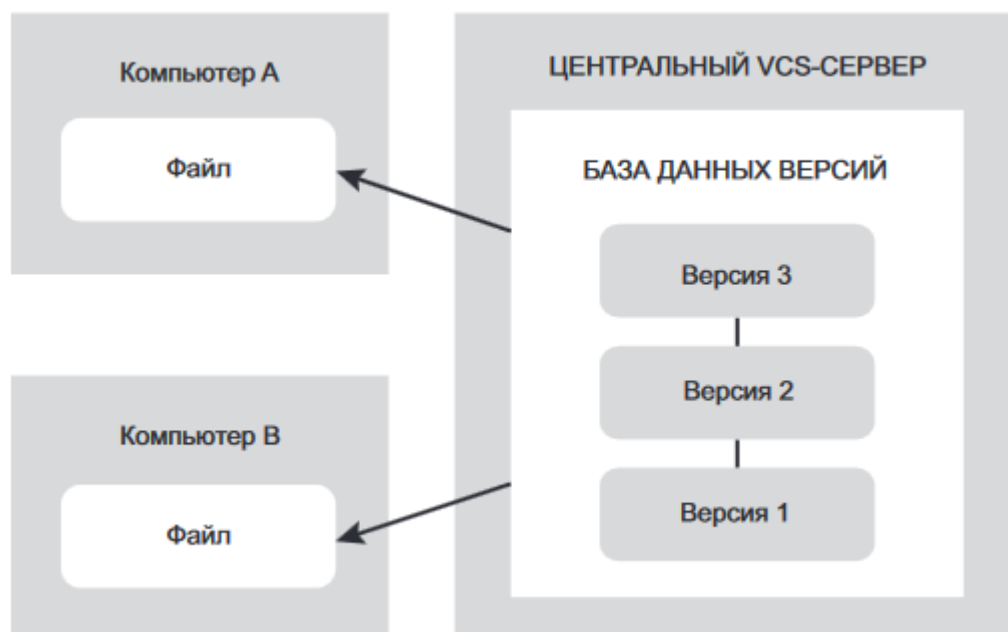 Компьютер A
Файл
Компьютер B
Файл
ЦЕНТРАЛЬНЫЙ VCS-СЕРВЕР
БАЗА ДАННЫХ ВЕРСИЙ
Версия 3
Версия 2
Версия 1